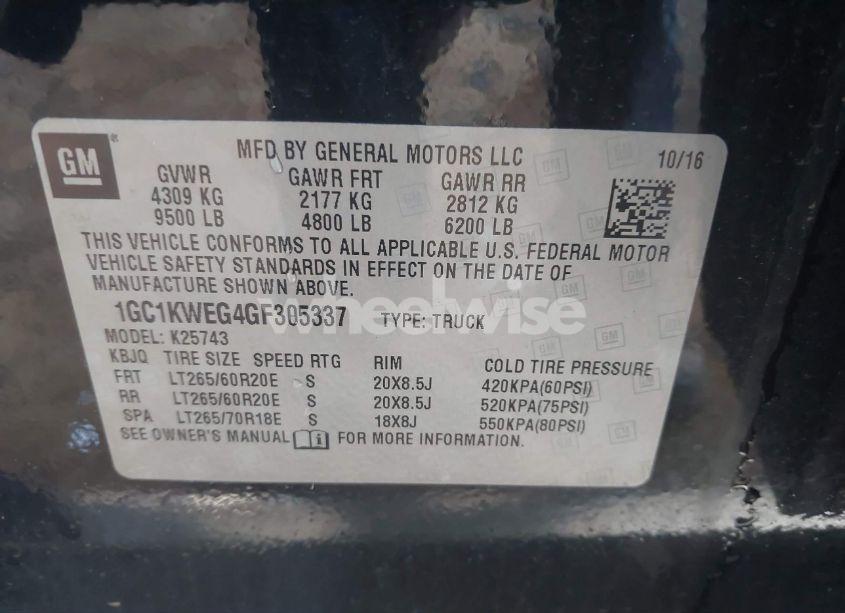 GM
MFD BY GENERAL MOTORS LLC 10/16
GVWR GAWR FRT GAWR RR
4309 KG 2177 KG 2812 KG
9500 LB 4800 LB 6200 LB
THIS VEHICLE CONFORMS TO ALL APPLICABLE U.S. FEDERAL MOTOR
VEHICLE SAFETY STANDARDS IN EFFECT ON THE DATE OF
MANUFACTURE SHOWN ABOVE.
1GC1KWEG4GF305337 TYPE: TRUCK
wheelwise
MODEL: K25743
KBJQ TIRE SIZE SPEED RTG RIM COLD TIRE PRESSURE
FRT LT265/60R20E S 20X8.5J 420KPA(60PSI)
RR LT265/60R20E S 20X8.5J 520KPA(75PSI)
SPA LT265/70R18E S 18X8J 550KPA(80PSI)
SEE OWNER'S MANUAL FOR MORE INFORMATION.